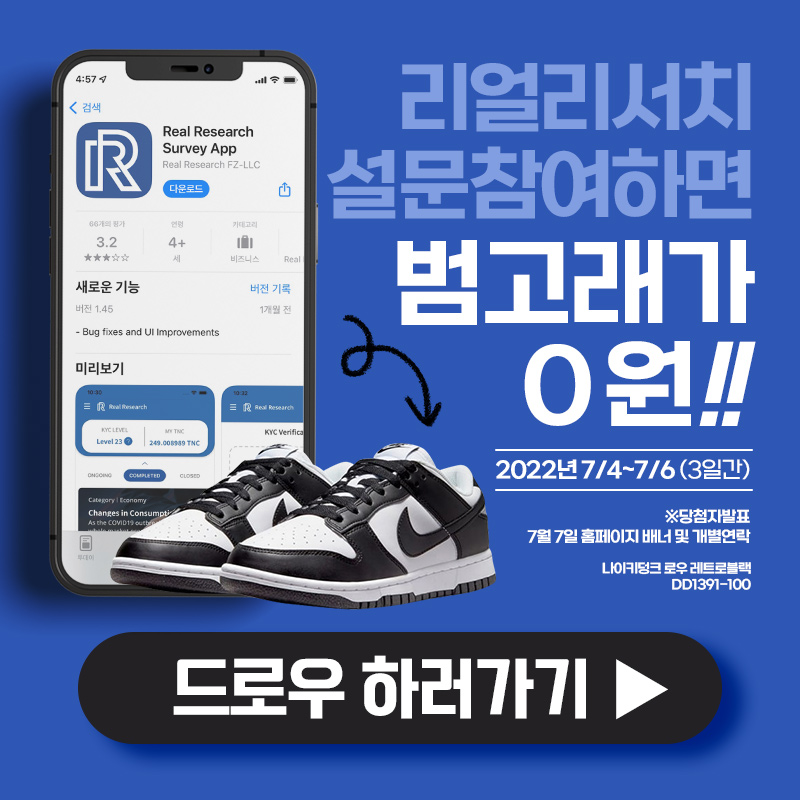 4:57
검색
Real Research
Survey App
Real Research FZ-LLC
다운로드
66개의 평가
연령
카테고리
3.2
4+
★★★☆☆
세
비즈니스
Real
새로운 기능
버전 기록
버전 1.45
1개월 전
- Bug fixes and UI Improvements
미리보기
10:32
Real Research
KYC LEVEL
MY TNC
Level 23
249.008989 TNC
ONGOING
COMPLETED
CLOSED
Category | Economy
Changes in Consumpti
As the COVID19 outbr
Real Research
KYC Verifica
투데이
리얼리서치
설문참여하면
범고래가
0원!!
2022년 7/4~7/6 (3일간)
※당첨자발표
7월 7일 홈페이지 배너 및 개별연락
나이키덩크 로우 레트로블랙
DD1391-100
드로우 하러가기 ▶